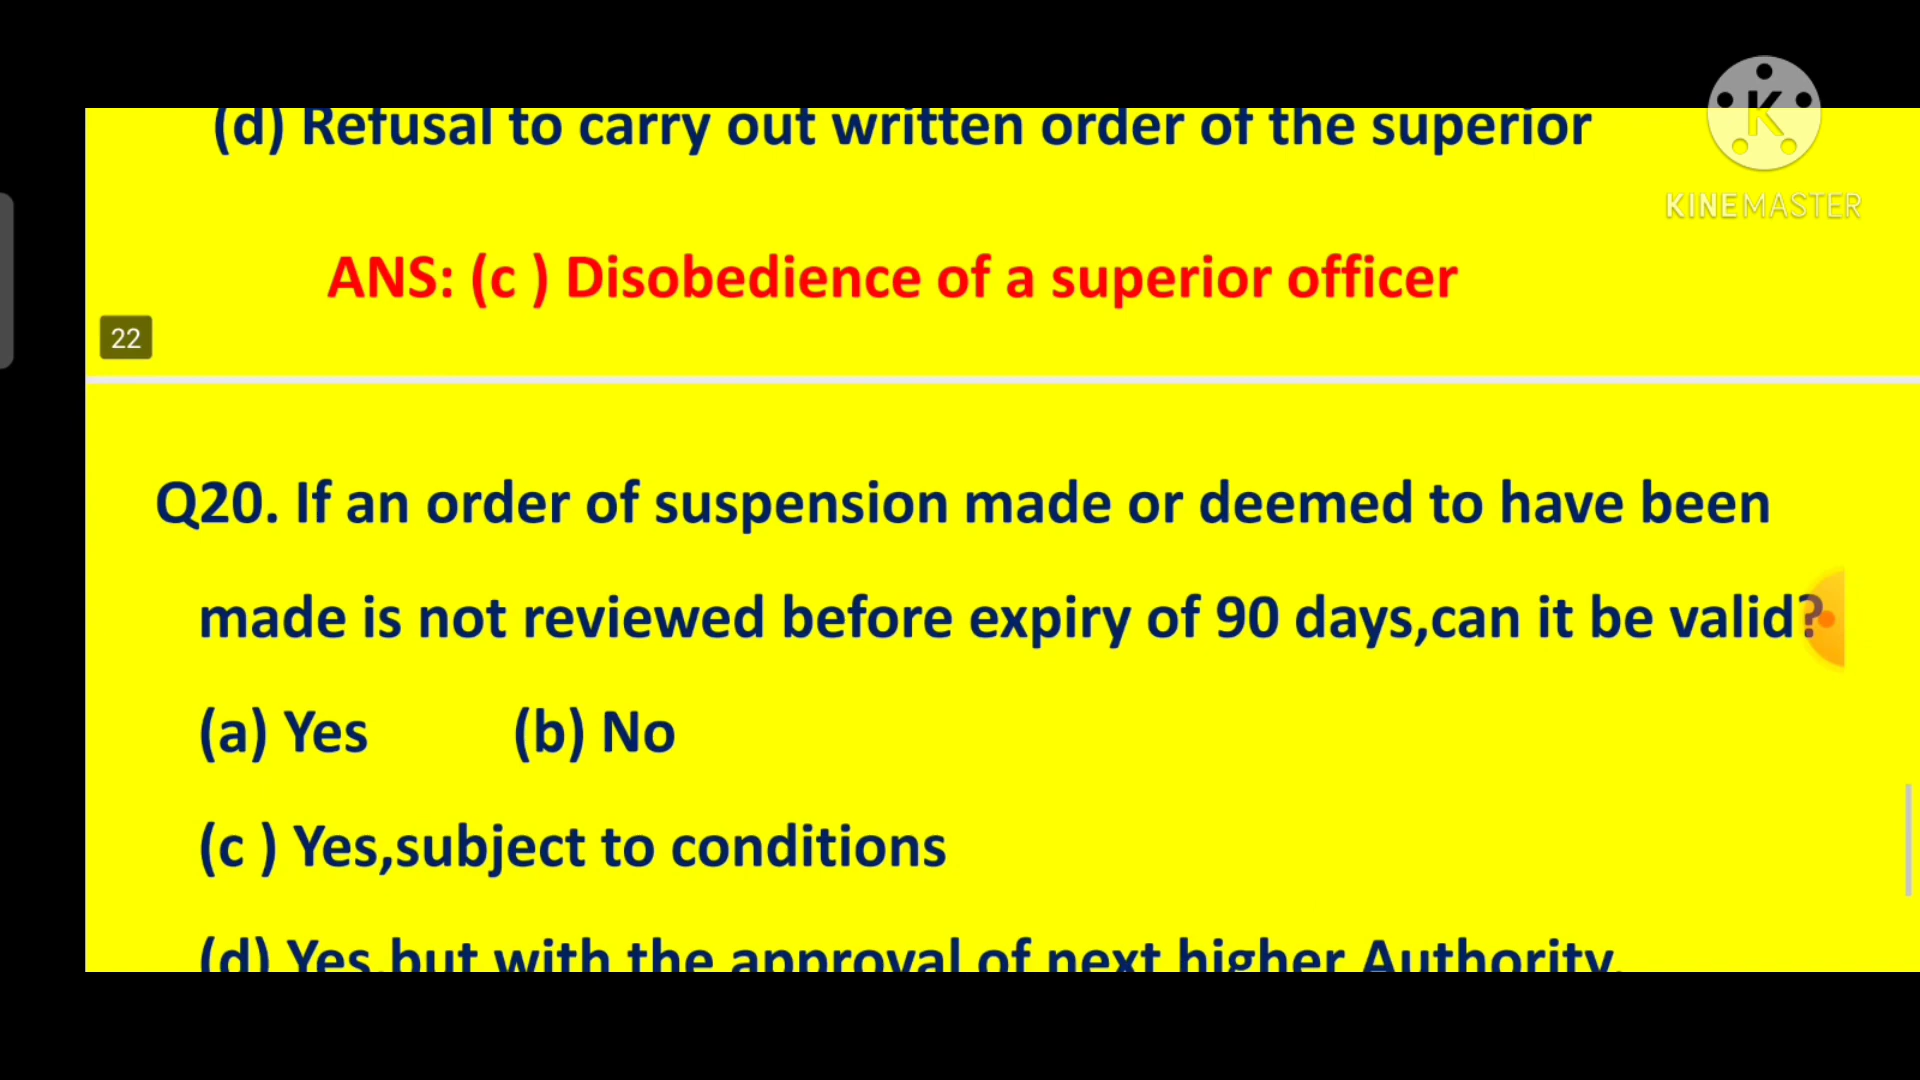 (d) Refusal to carry out written order of the superior
K
KINEMASTER
ANS: (c ) Disobedience of a superior officer
22
Q20. If an order of suspension made or deemed to have been
made is not reviewed before expiry of 90 days,can it be valid?
(a) Yes (b) No
(c ) Yes,subject to conditions
(d) Yes,but with the approval of next higher Authority.